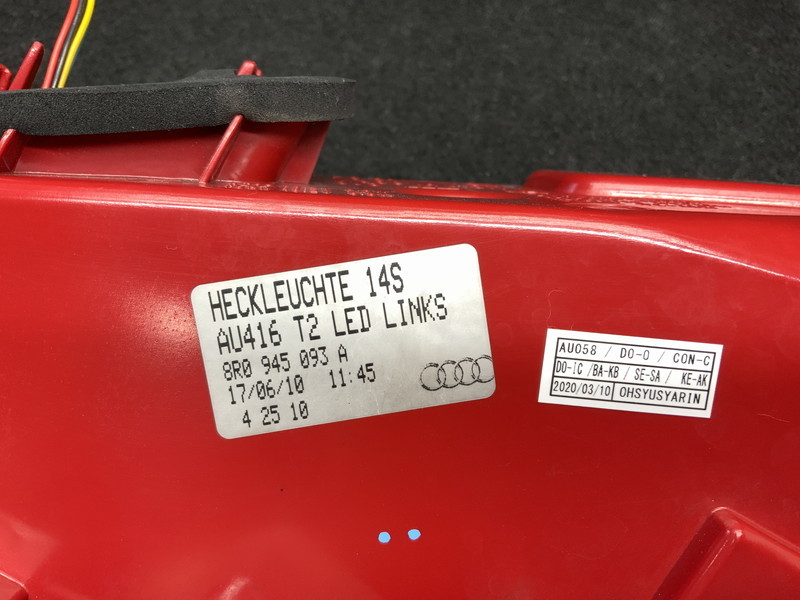 HECKLEUCHTE 14S
AU416 T2 LED LINKS
8R0 945 093 A
17/06/10 11:45
4 25 10
AU058 / DO-O / CON-C
DO-IC /BA-KB / SE-SA / KE-AK
2020/03/10 OHSYUSYARIN